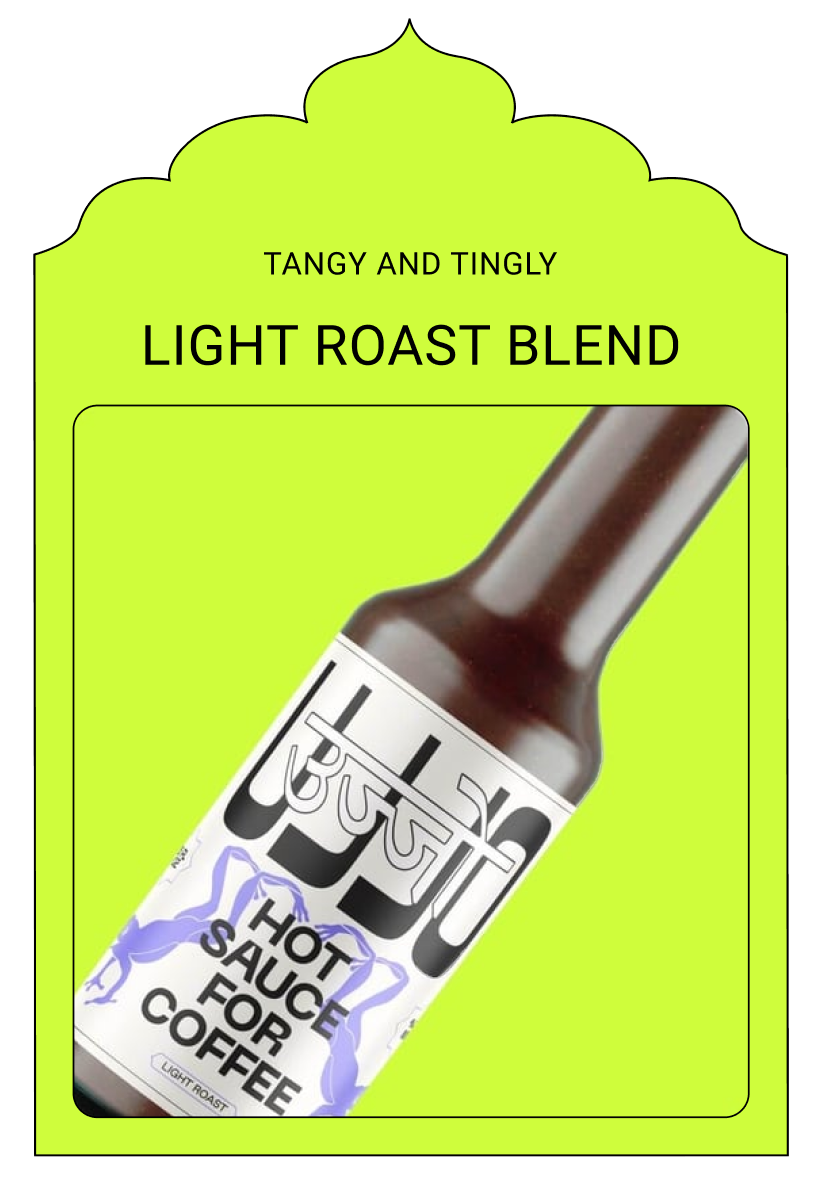 TANGY AND TINGLY
LIGHT ROAST BLEND
HOT
SAUCE
FOR
COFFEE
LIGHT ROAST